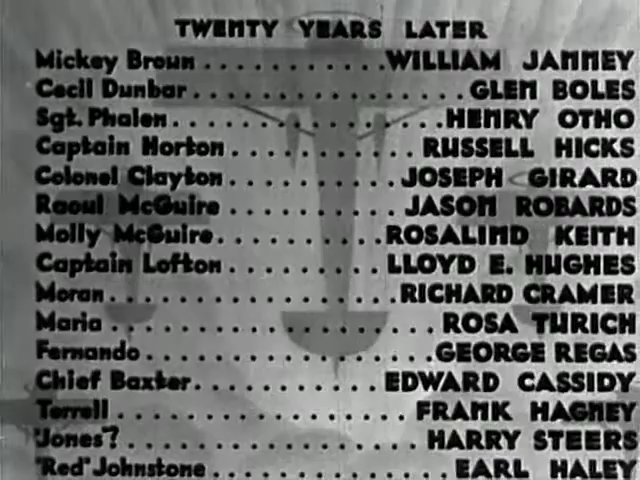 TWENTY YEARS LATER
Mickey Broun...........WILLIAM JANNEY
Cecil Dunbar................GLEN BOLES
Sgt. Phalen................HENRY OTHO
Captain Horton..........RUSSELL HICKS
Colonel Clayton..........JOSEPH GIRARD
Raoul McGuire..........JASON ROBARDS
Molly McGuire..........ROSALIND KEITH
Captain Lofton.........LLOYD E. HUGHES
Moran.................RICHARD CRAMER
Maria...................ROSA TURICH
Fernando.................GEORGE REGAS
Chief Baxter...........EDWARD CASSIDY
Terrell.................FRANK HAGNEY
'Jones'?.................HARRY STEERS
"Red" Johnstone.............EARL HALEY